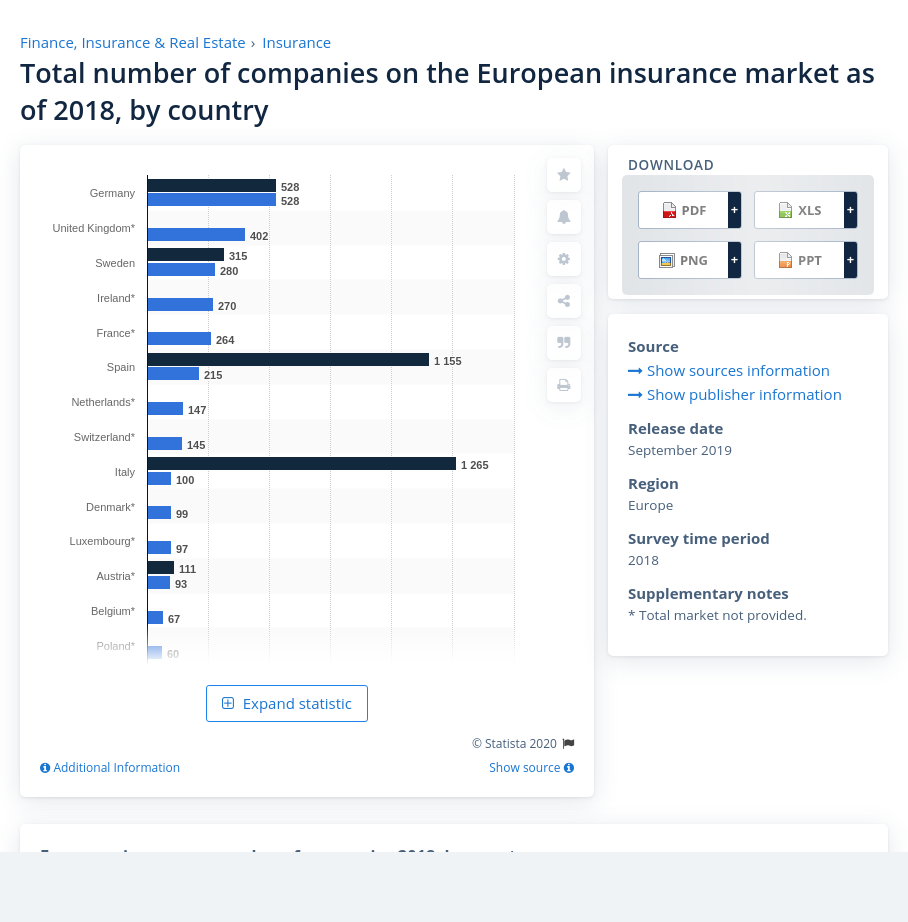 Finance, Insurance & Real Estate › Insurance
Total number of companies on the European insurance market as
of 2018, by country
Germany
528
528
United Kingdom*
402
Sweden
315
280
Ireland*
270
France*
264
Spain
1 155
215
Netherlands*
147
Switzerland*
145
Italy
1 265
100
Denmark*
99
Luxembourg*
97
Austria*
111
93
Belgium*
67
Poland*
60
Expand statistic
© Statista 2020
Additional Information
Show source
DOWNLOAD
PDF +
XLS +
PNG +
PPT +
Source
Show sources information
Show publisher information
Release date
September 2019
Region
Europe
Survey time period
2018
Supplementary notes
* Total market not provided.